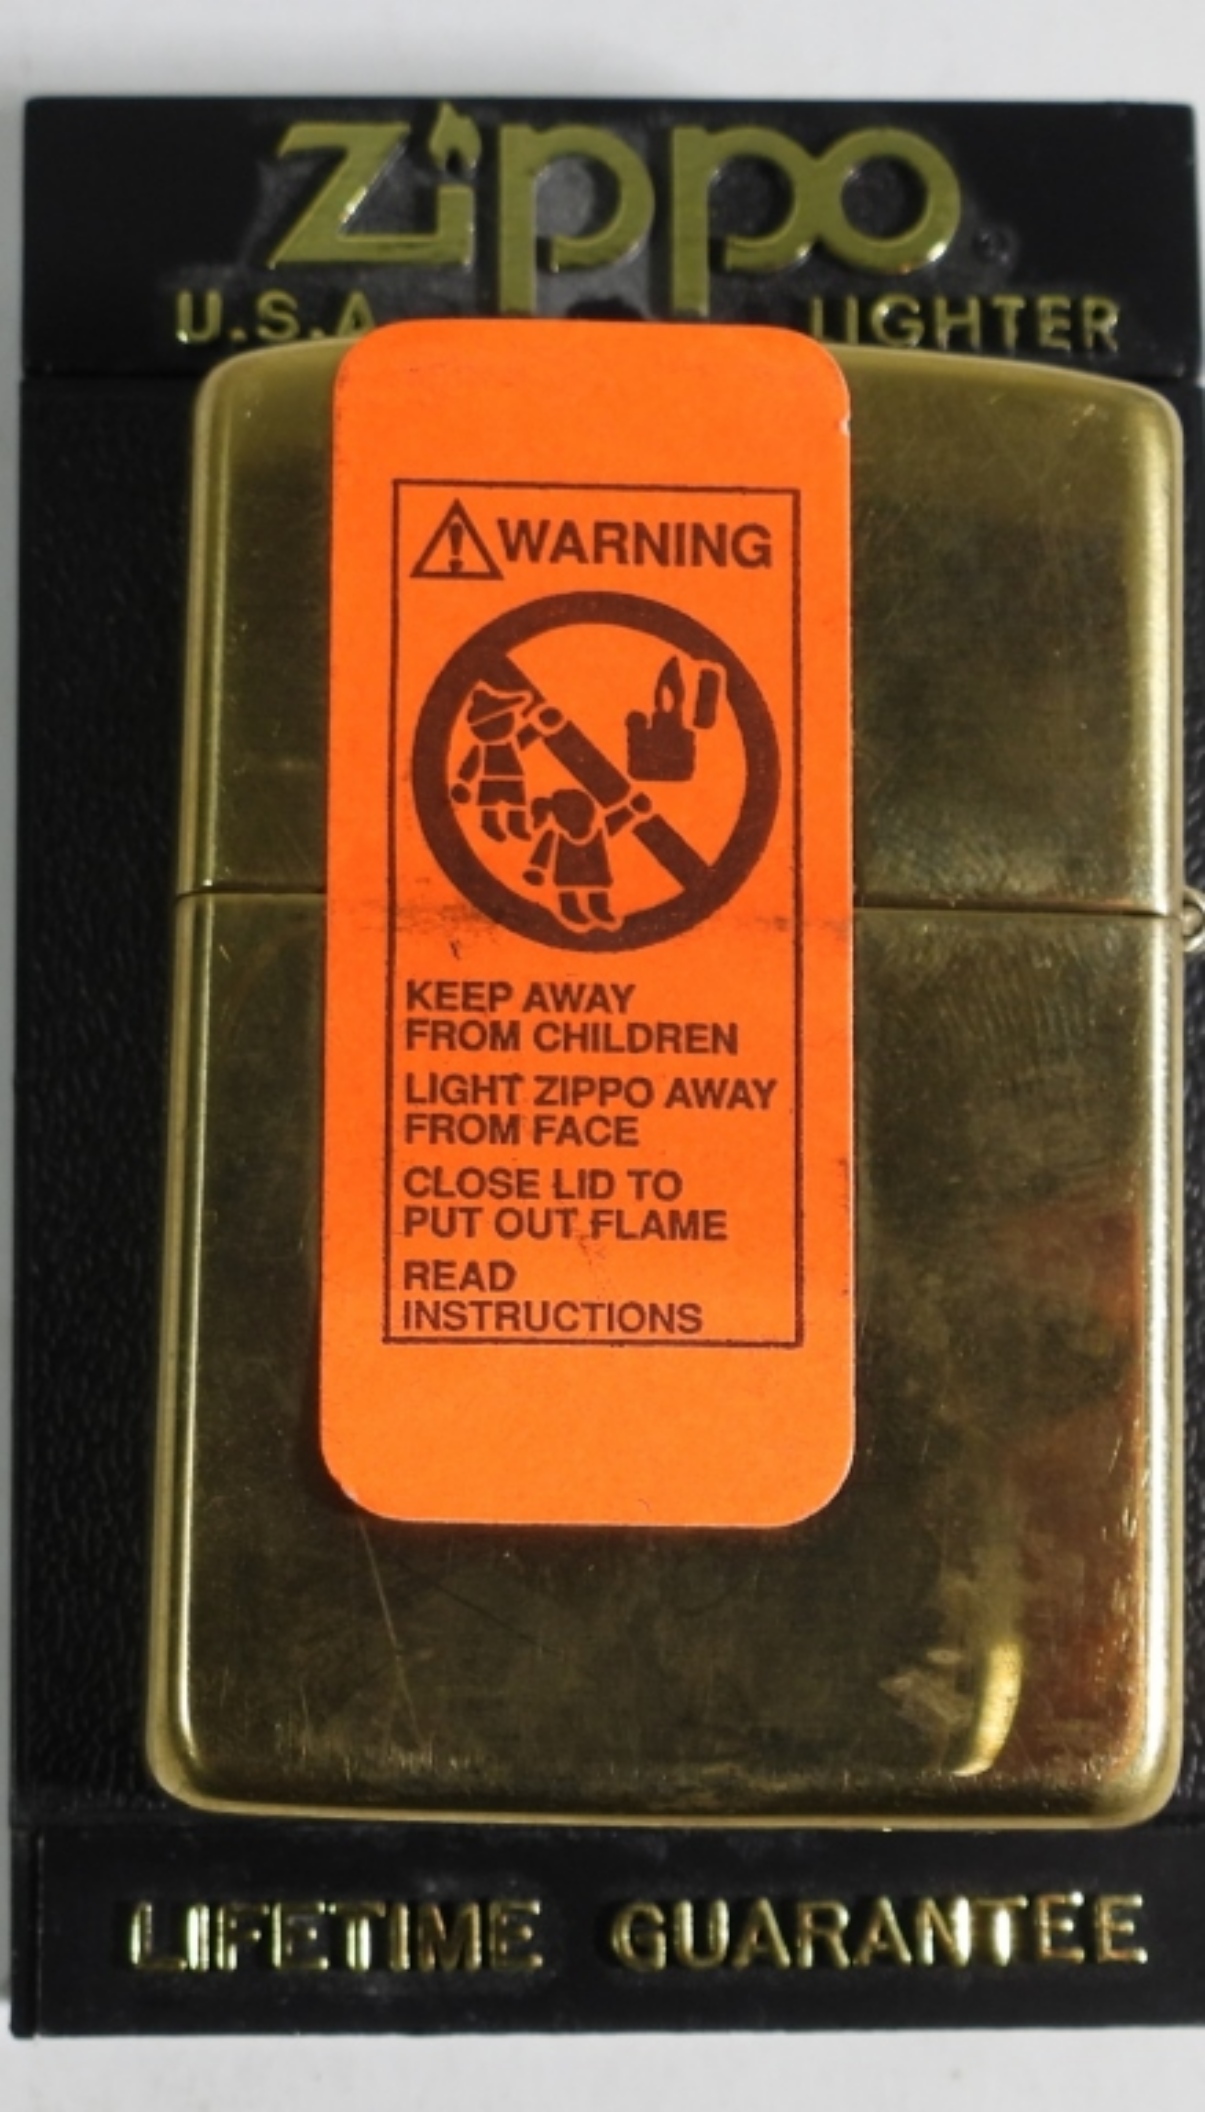 Zippo
U.S.A LIGHTER
WARNING
KEEP AWAY
FROM CHILDREN
LIGHT ZIPPO AWAY
FROM FACE
CLOSE LID TO
PUT OUT FLAME
READ
INSTRUCTIONS
LIFETIME GUARANTEE